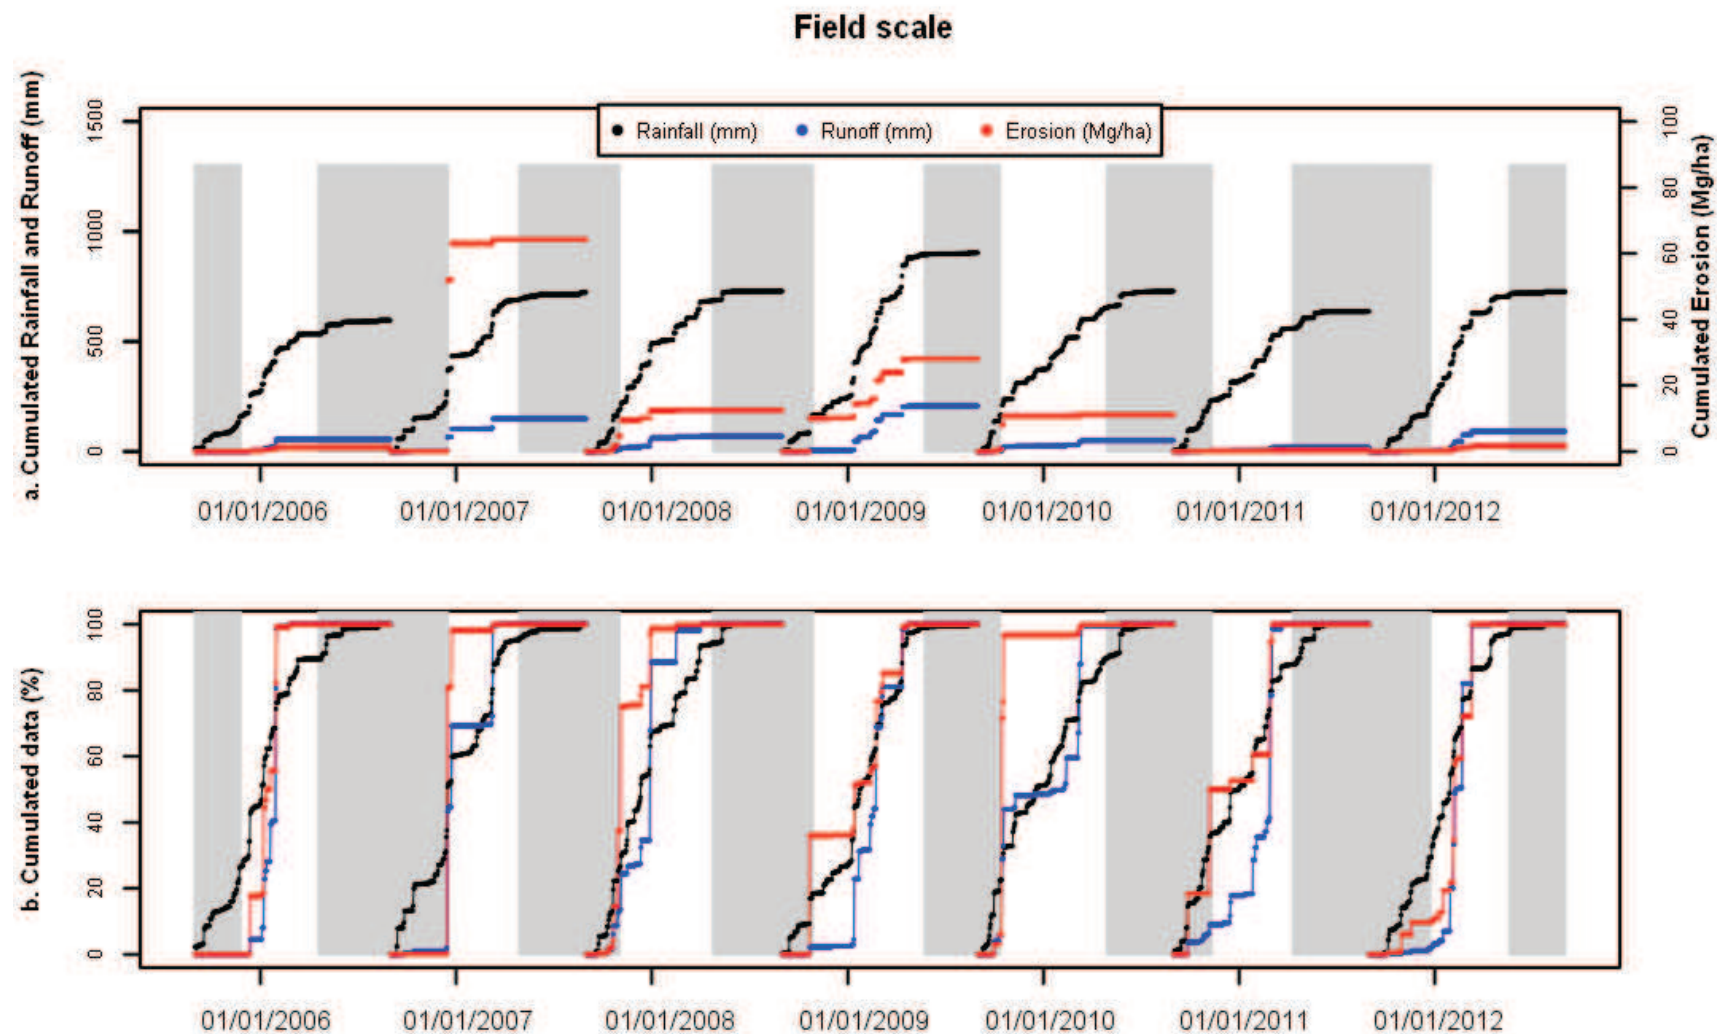 Field scale
a. Cumulated Rainfall and Runoff (mm)
1500
1000
500
0
Rainfall (mm) Runoff (mm) Erosion (Mg/ha)
100
80
60
40
20
0
Cumulated Erosion (Mg/ha)
01/01/2006 01/01/2007 01/01/2008 01/01/2009 01/01/2010 01/01/2011 01/01/2012
b. Cumulated data (%)
100
80
60
40
20
0
01/01/2006 01/01/2007 01/01/2008 01/01/2009 01/01/2010 01/01/2011 01/01/2012